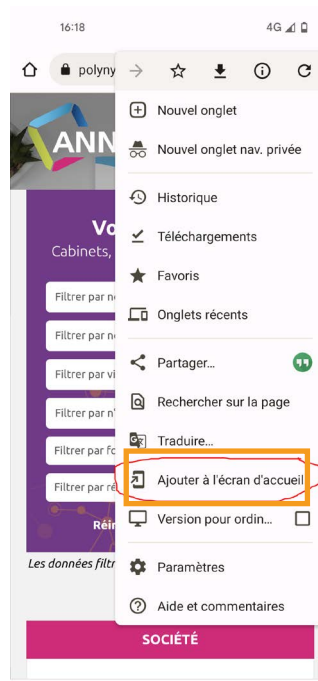 16:18 4G
polyny
ANN
Nouvel onglet
Nouvel onglet nav. privée
Vo
Historique
Cabinets,
Téléchargements
Favoris
Filtrer par n
Onglets récents
Filtrer par n
Partager...
Filtrer par vi
Rechercher sur la page
Filtrer par n°
Traduire...
Filtrer par fo
Ajouter à l'écran d'accueil
Filtrer par ré
Version pour ordin...
Réin
Les données filtr
Paramètres
Aide et commentaires
SOCIÉTÉ